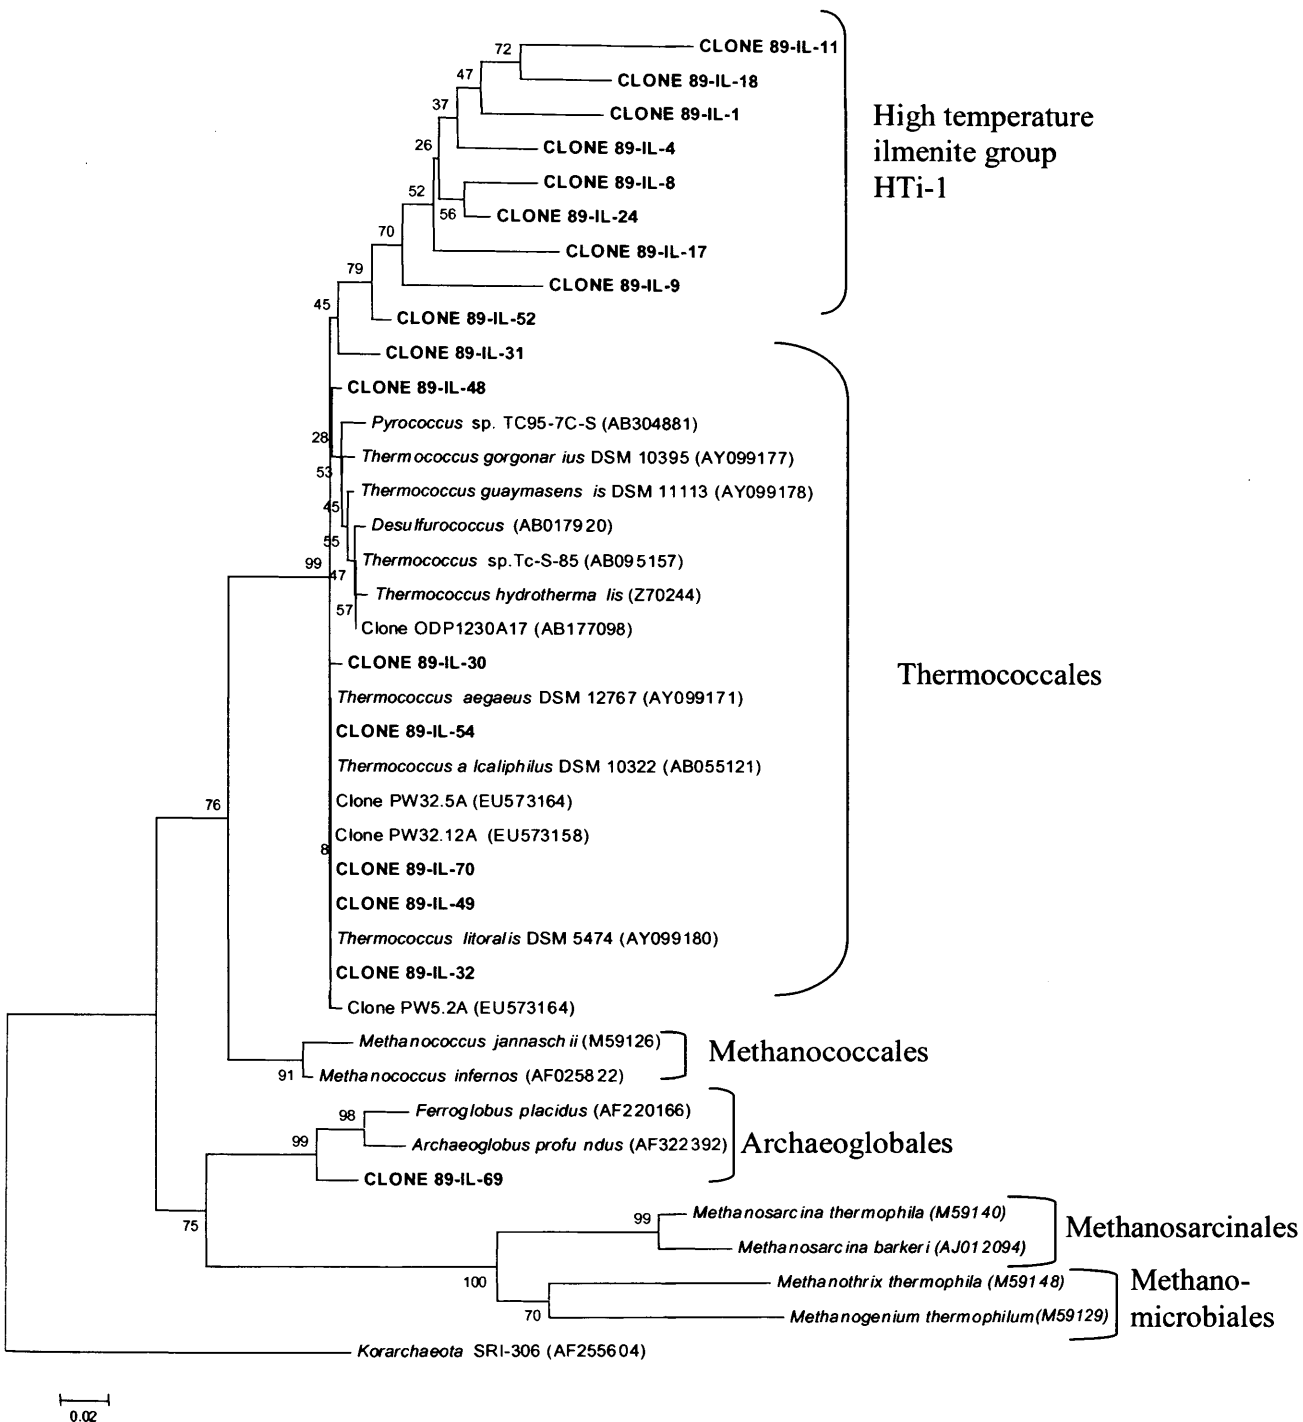 72
CLONE 89-IL-11
CLONE 89-IL-18
47
CLONE 89-IL-1
37
CLONE 89-IL-4
26
CLONE 89-IL-8
52
56
CLONE 89-IL-24
70
CLONE 89-IL-17
79
CLONE 89-IL-9
45
CLONE 89-IL-52
CLONE 89-IL-31
High temperature
ilmenite group
HTi-1
CLONE 89-IL-48
Pyrococcus sp. TC95-7C-S (AB304881)
28
Thermococcus gorgonar ius DSM 10395 (AY099177)
53
Thermococcus guaymasens is DSM 11113 (AY099178)
45
Desulfurococcus (AB017920)
55
Thermococcus sp.Tc-S-85 (AB095157)
99
47
Thermococcus hydrotherma lis (Z70244)
57
Clone ODP1230A17 (AB177098)
CLONE 89-IL-30
Thermococcales
Thermococcus aegaeus DSM 12767 (AY099171)
CLONE 89-IL-54
Thermococcus a lcaliphilus DSM 10322 (AB055121)
76
Clone PW32.5A (EU573164)
Clone PW32.12A (EU573158)
8
CLONE 89-IL-70
CLONE 89-IL-49
Thermococcus litoralis DSM 5474 (AY099180)
CLONE 89-IL-32
Clone PW5.2A (EU573164)
Methanococcus jannasch ii (M59126)
Methanococcales
91
Methanococcus infernos (AF025822)
98
Ferroglobus placidus (AF220166)
99
Archaeoglobus profu ndus (AF322392)
Archaeoglobales
CLONE 89-IL-69
75
99
Methanosarcina thermophila (M59140)
Methanosarcinales
Methanosarcina barkeri (AJ012094)
100
Methanothrix thermophila (M59148)
70
Methanogenium thermophilum(M59129)
Methano-
microbiales
Korarchaeota SRI-306 (AF255604)
0.02